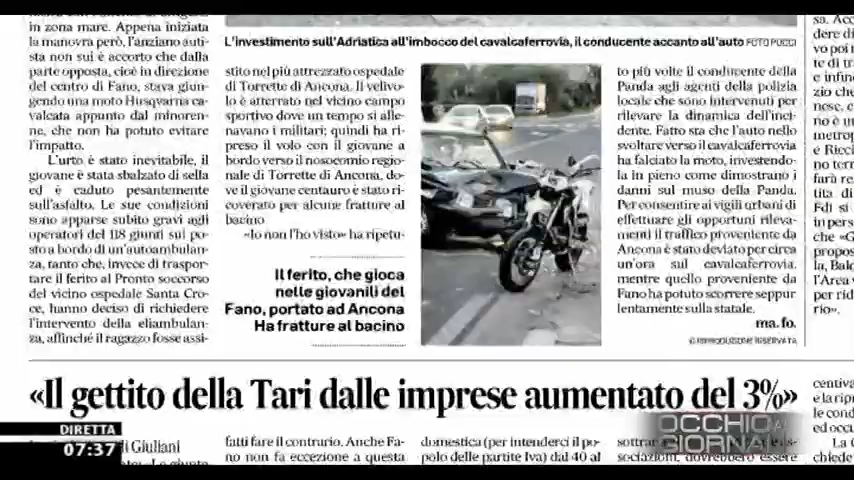 in zona mare. Appena iniziata
la manovra però, l'anziano auti-
sta non sui è accorto che dalla
parte opposta, cioè in direzione
del centro di Fano, stava giun-
gendo una moto Husqvarna ca-
valcata appunto dal minoren-
ne, che non ha potuto evitare
l'impatto.
L'urto è stato inevitabile, il
giovane è stata sbalzato di sella
ed è caduto pesantemente
sull'asfalto. Le sue condizioni
sono apparse subito gravi agli
operatori del 118 giunti sul po-
sto a bordo di un'autoambulan-
za, tanto che, invece di traspor-
tare il ferito al Pronto soccorso
del vicino ospedale Santa Cro-
ce, hanno deciso di richiedere
l'intervento della eliambulan-
za, affinché il ragazzo fosse assi-
L'investimento sull'Adriatica all'imbocco del cavalcaferrovia, il conducente accanto all'auto FOTO PUCCI
stito nel più attrezzato ospedale
di Torrette di Ancona. Il velivo-
lo è atterrato nel vicino campo
sportivo dove un tempo si alle-
navano i militari; quindi ha ri-
preso il volo con il giovane a
bordo verso il nosocomio regio-
nale di Torrette di Ancona, do-
ve il giovane centauro è stato ri-
coverato per alcune fratture al
bacino
«Io non l'ho visto» ha ripetu-
Il ferito, che gioca
nelle giovanili del
Fano, portato ad Ancona
Ha fratture al bacino
to più volte il conducente della
Panda agli agenti della polizia
locale che sono intervenuti per
rilevare la dinamica dell'inci-
dente. Fatto sta che l'auto nello
svoltare verso il cavalcaferrovia
ha falciato la moto, investendo-
la in pieno come dimostrano i
danni sul muso della Panda.
Per consentire ai vigili urbani di
effettuare gli opportuni rileva-
menti il traffico proveniente da
Ancona è stato deviato per circa
un'ora sul cavalcaferrovia,
mentre quello proveniente da
Fano ha potuto scorrere seppur
lentamente sulla statale.
ma. fo.
© RIPRODUZIONE RISERVATA
«Il gettito della Tari dalle imprese aumentato del 3%»
di Giuliani
fatti fare il contrario. Anche Fa-
no non fa eccezione a questa
domestica (per intenderci il po-
polo delle partite Iva) dal 40 al
DIRETTA
07:37
OCCHIO AI
GIORNALI